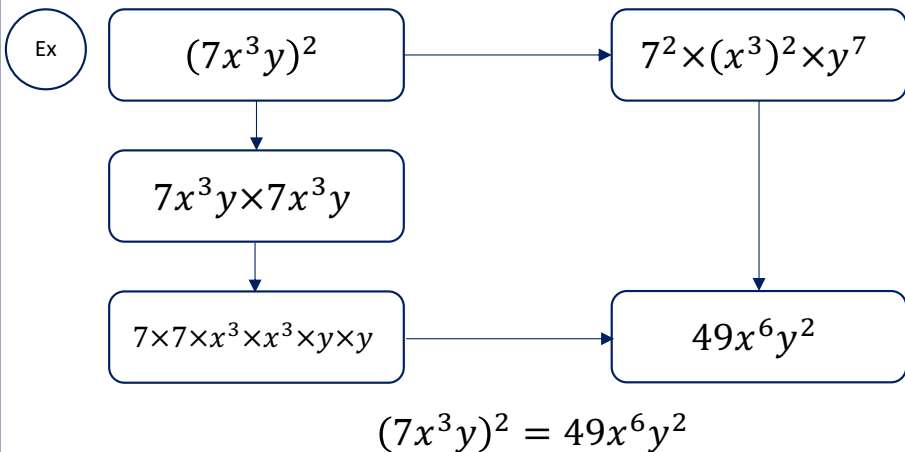 Ex
(7x³y)²
7²×(x³)²×y⁷
7x³y×7x³y
7×7×x³×x³×y×y
49x⁶y²
(7x³y)² = 49x⁶y²